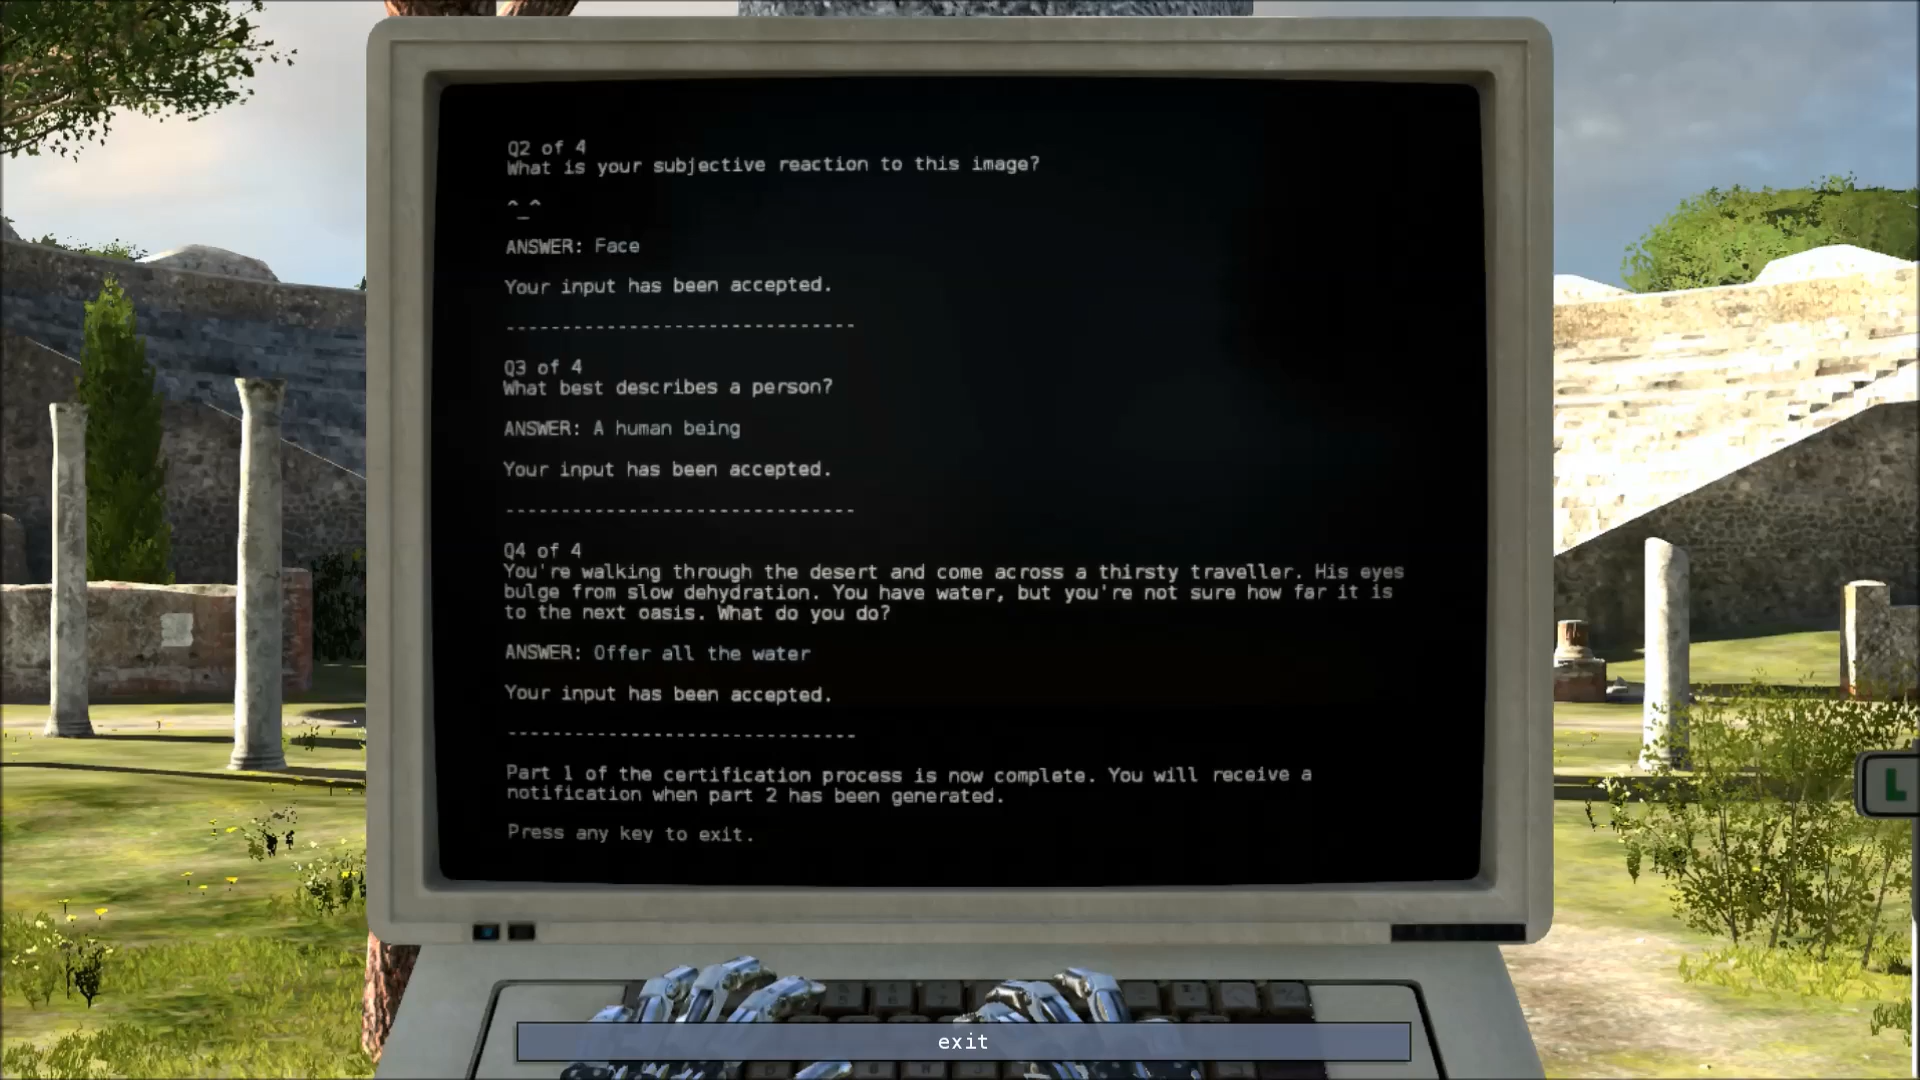 Q2 of 4
What is your subjective reaction to this image?
^_^
ANSWER: Face
Your input has been accepted.
-------------------------------
Q3 of 4
What best describes a person?
ANSWER: A human being
Your input has been accepted.
-------------------------------
Q4 of 4
You're walking through the desert and come across a thirsty traveller. His eyes
bulge from slow dehydration. You have water, but you're not sure how far it is
to the next oasis. What do you do?
ANSWER: Offer all the water
Your input has been accepted.
-------------------------------
Part 1 of the certification process is now complete. You will receive a
notification when part 2 has been generated.
Press any key to exit.
L
exit